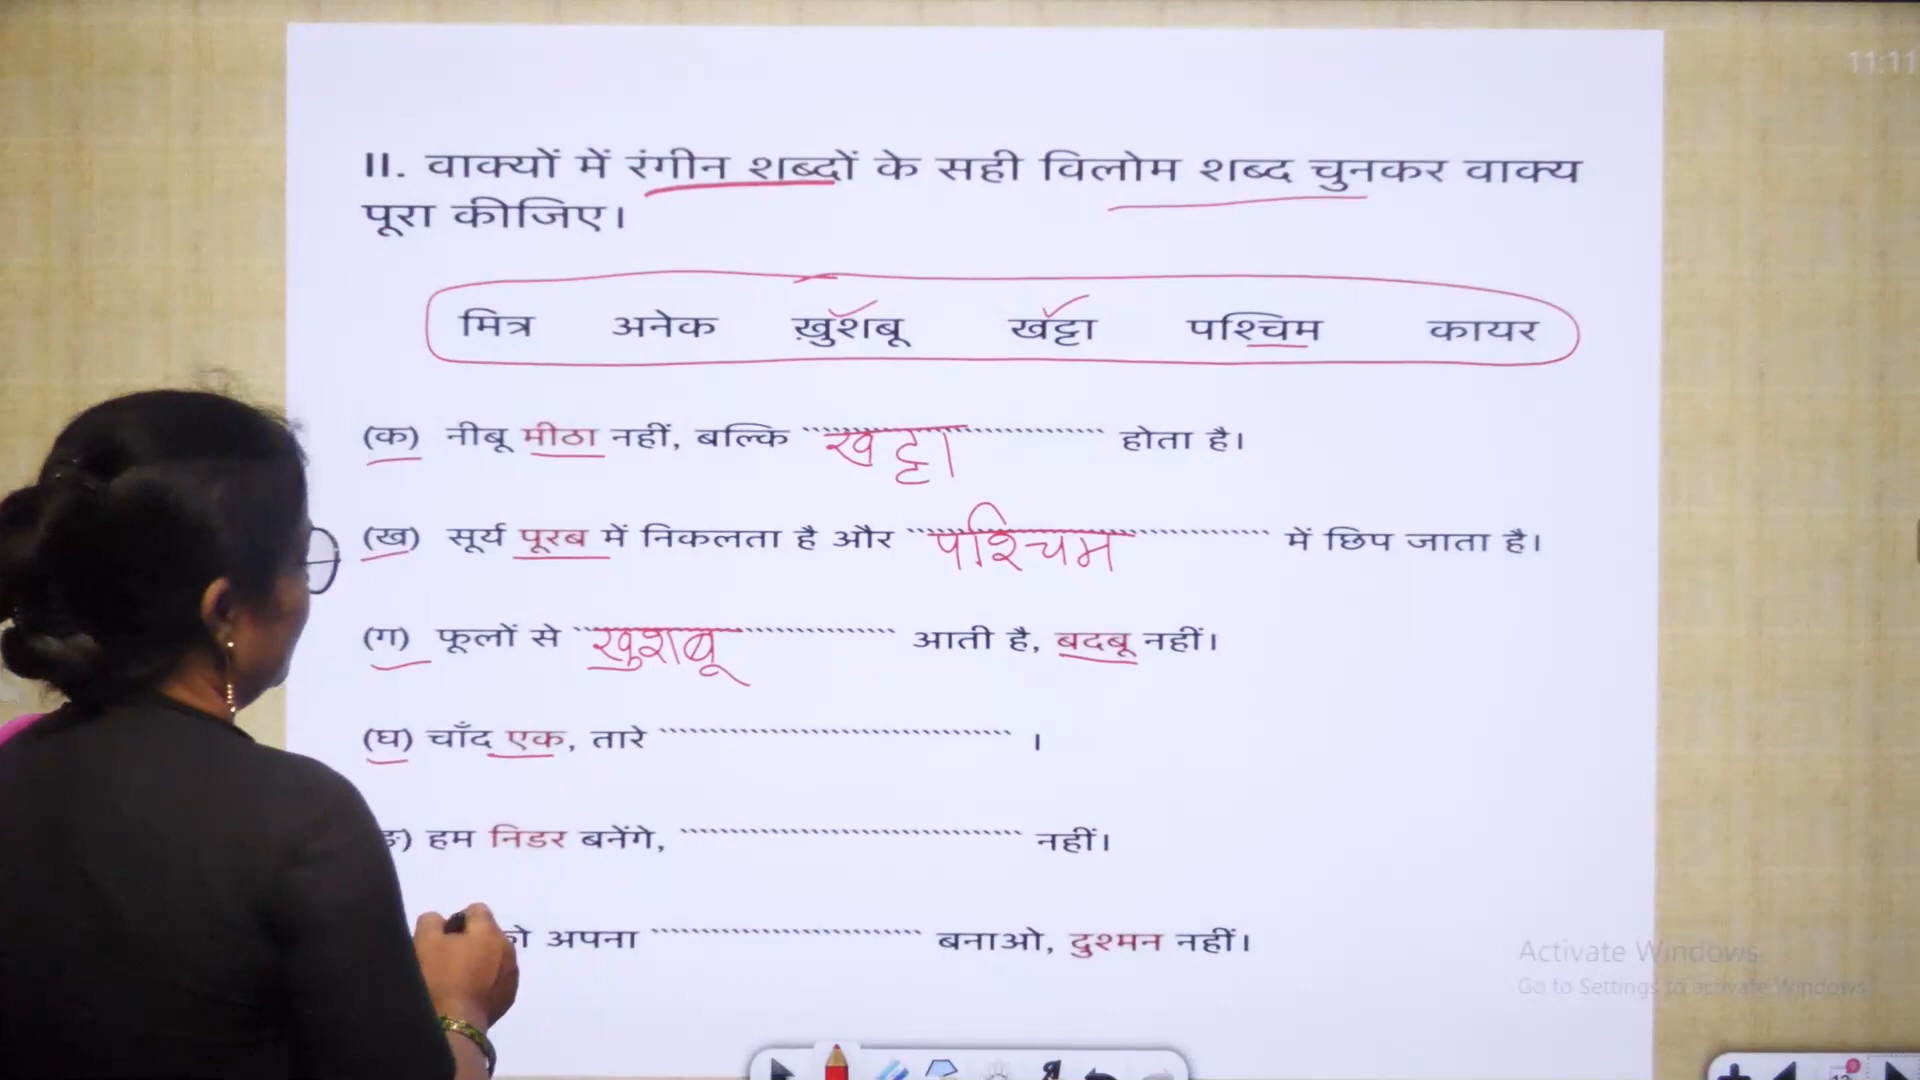 11:11
II. वाक्यों में रंगीन शब्दों के सही विलोम शब्द चुनकर वाक्य
पूरा कीजिए।
मित्र अनेक ख़ुशबू खट्टा पश्चिम कायर
(क) नीबू मीठा नहीं, बल्कि खट्टा होता है।
(ख) सूर्य पूरब में निकलता है और पश्चिम में छिप जाता है।
(ग) फूलों से खुशबू आती है, बदबू नहीं।
(घ) चाँद एक, तारे ।
ङ) हम निडर बनेंगे, नहीं।
अपना बनाओ, दुश्मन नहीं।
Activate Windows
Go to Settings to activate Windows.